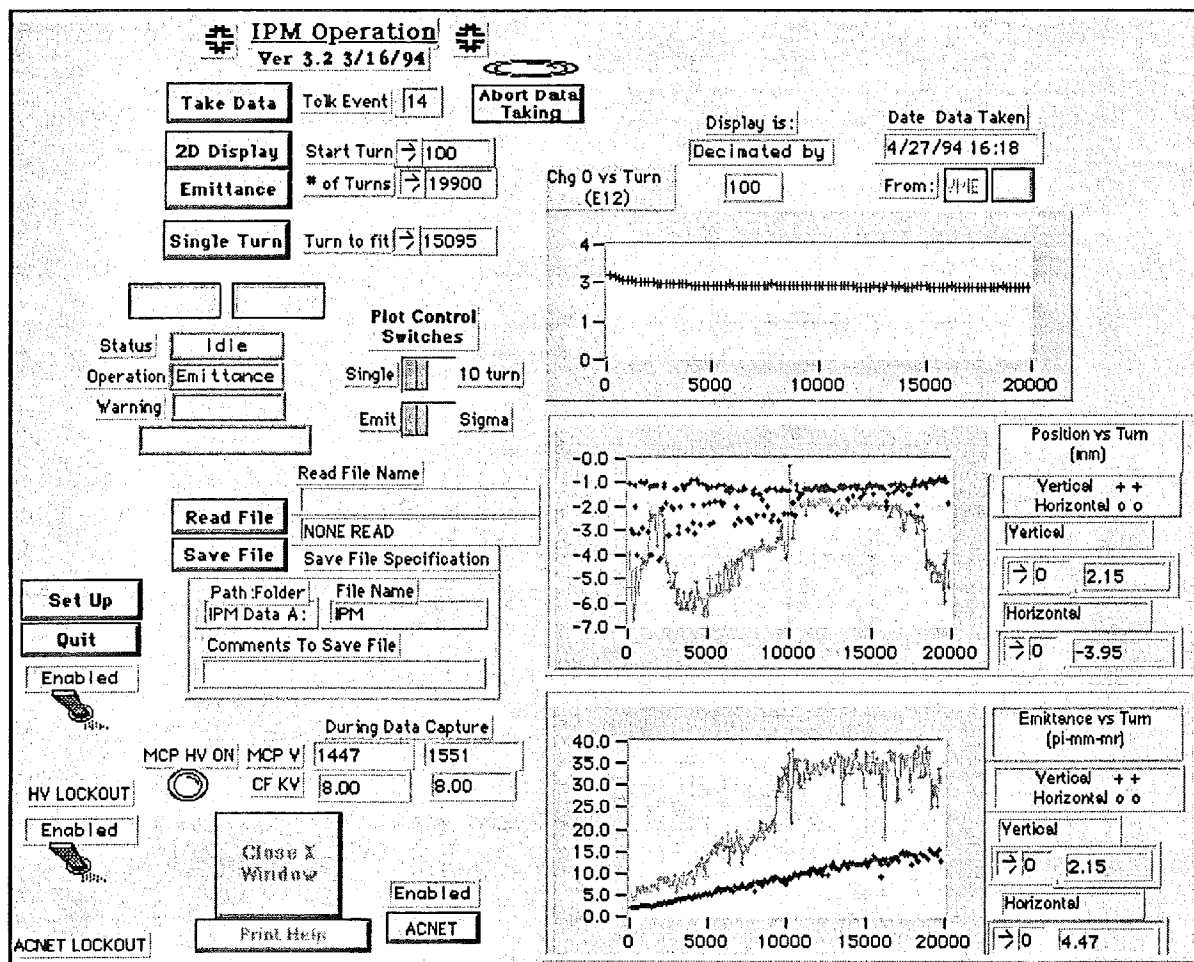 IPM Operation
Ver 3.2 3/16/94
Take Data Tclk Event 14 Abort Data Taking
2D Display Start Turn 100
Emittance # of Turns 19900
Single Turn Turn to fit 15095
Display is:
Decimated by
100
Date Data Taken
4/27/94 16:18
From:
Chg Q vs Turn
(E12)
4
3
2
1
0
0 5000 10000 15000 20000
Status Idle
Operation Emittance
Warning
Plot Control
Switches
Single 10 turn
Emit Sigma
Read File Name
Read File
NONE READ
Save File Save File Specification
Path:Folder File Name
IPM Data A: IPM
Comments To Save File
Set Up
Quit
Enabled
-0.0
-1.0
-2.0
-3.0
-4.0
-5.0
-6.0
-7.0
0 5000 10000 15000 20000
Position vs Turn
(mm)
Vertical + +
Horizontal o o
Vertical
0 2.15
Horizontal
0 -3.95
During Data Capture
MCP HV ON MCP V 1447 1551
CF KV 8.00 8.00
HV LOCKOUT
Enabled
Close X
Window
Print Help
Enabled
ACNET
ACNET LOCKOUT
40.0
35.0
30.0
25.0
20.0
15.0
10.0
5.0
0.0
0 5000 10000 15000 20000
Emittance vs Turn
(pi-mm-mr)
Vertical + +
Horizontal o o
Vertical
0 2.15
Horizontal
0 4.47